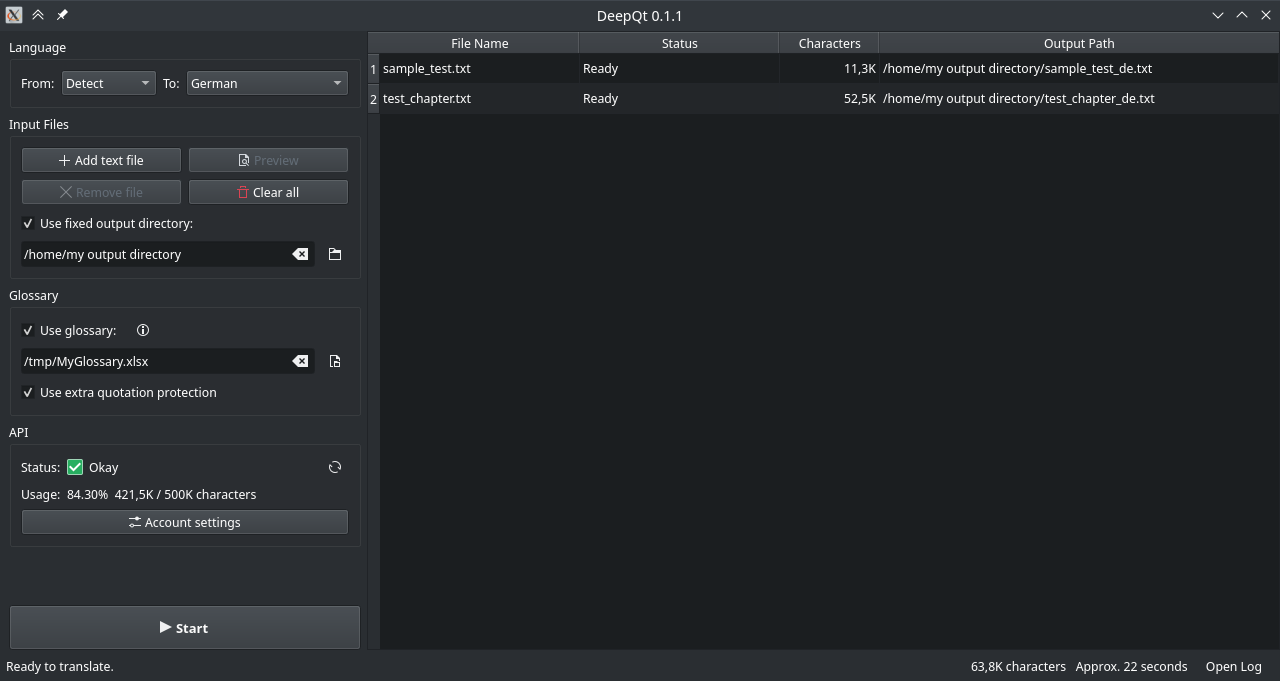 DeepQt 0.1.1
Language
From: Detect To: German
Input Files
Add text file Preview
Remove file Clear all
Use fixed output directory:
/home/my output directory
Glossary
Use glossary:
/tmp/MyGlossary.xlsx
Use extra quotation protection
API
Status: Okay
Usage: 84.30% 421,5K / 500K characters
Account settings
Start
File Name Status Characters Output Path
1 sample_test.txt Ready 11,3K /home/my output directory/sample_test_de.txt
2 test_chapter.txt Ready 52,5K /home/my output directory/test_chapter_de.txt
Ready to translate. 63,8K characters Approx. 22 seconds Open Log